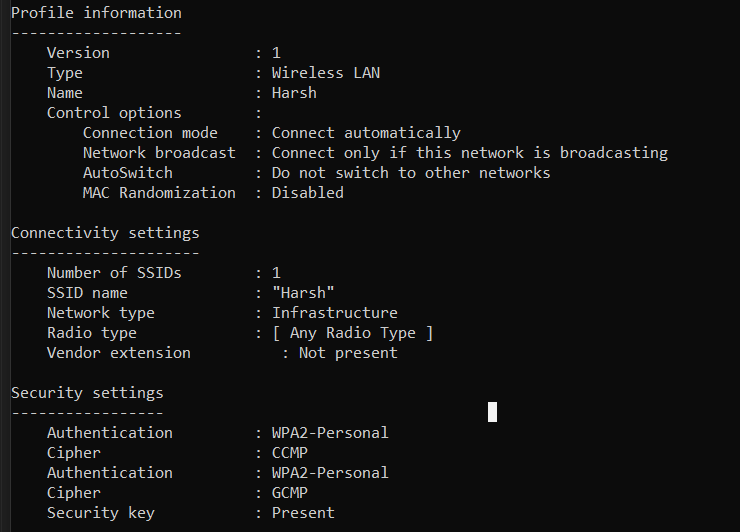 Profile information
-------------------
    Version                : 1
    Type                   : Wireless LAN
    Name                   : Harsh
    Control options        :
        Connection mode    : Connect automatically
        Network broadcast  : Connect only if this network is broadcasting
        AutoSwitch         : Do not switch to other networks
        MAC Randomization  : Disabled

Connectivity settings
---------------------
    Number of SSIDs        : 1
    SSID name              : "Harsh"
    Network type           : Infrastructure
    Radio type             : [ Any Radio Type ]
    Vendor extension          : Not present

Security settings
-----------------
    Authentication         : WPA2-Personal
    Cipher                 : CCMP
    Authentication         : WPA2-Personal
    Cipher                 : GCMP
    Security key           : Present